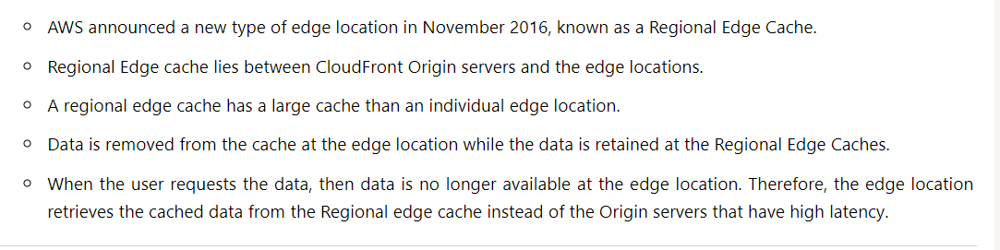 AWS announced a new type of edge location in November 2016, known as a Regional Edge Cache.
Regional Edge cache lies between CloudFront Origin servers and the edge locations.
A regional edge cache has a large cache than an individual edge location.
Data is removed from the cache at the edge location while the data is retained at the Regional Edge Caches.
When the user requests the data, then data is no longer available at the edge location. Therefore, the edge location
retrieves the cached data from the Regional edge cache instead of the Origin servers that have high latency.